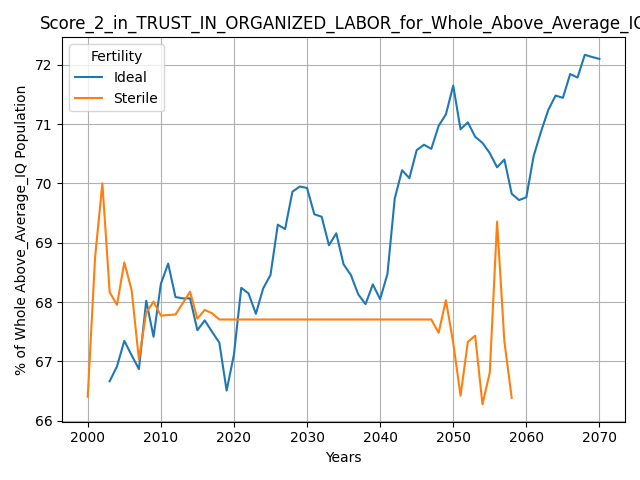 Score_2_in_TRUST_IN_ORGANIZED_LABOR_for_Whole_Above_Average_IQ
Fertility
Ideal
Sterile
% of Whole Above_Average_IQ Population
72
71
70
69
68
67
66
2000 2010 2020 2030 2040 2050 2060 2070
Years